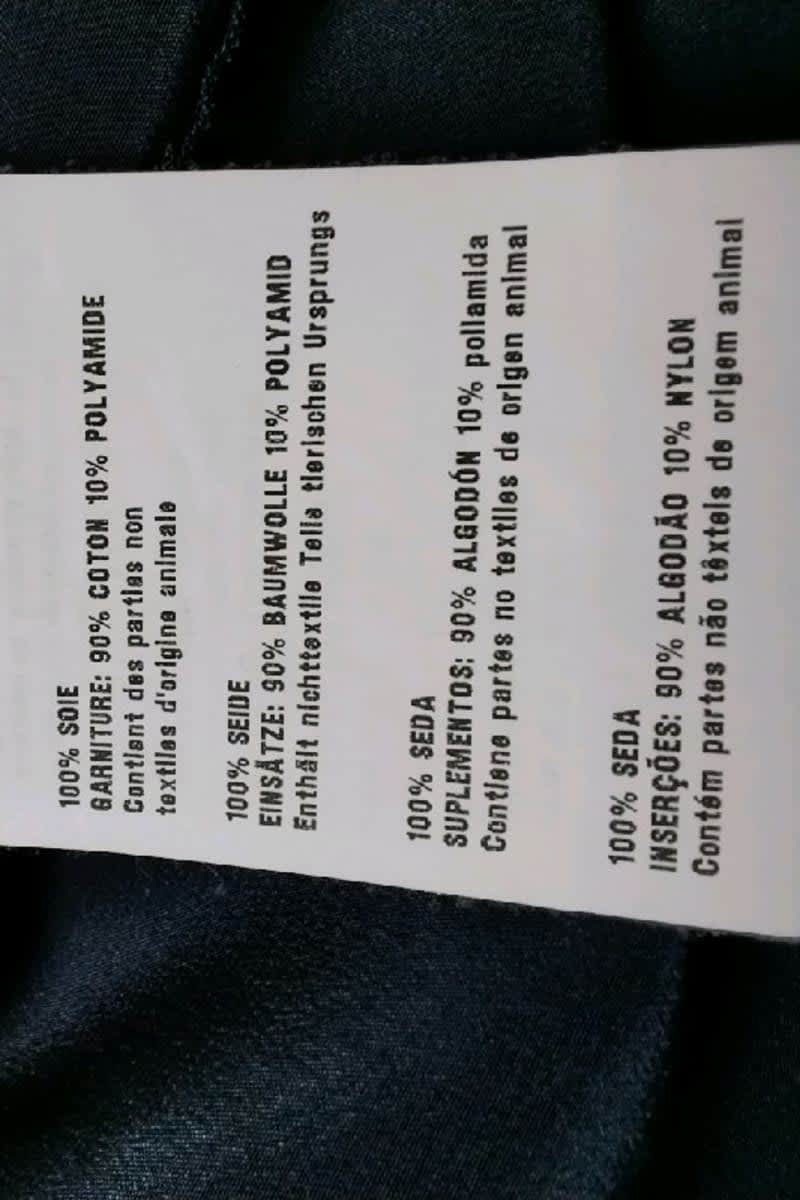 100% SOIE
GARNITURE: 90% COTON 10% POLYAMIDE
Contient des parties non
textiles d'origine animale
100% SEIDE
EINSÄTZE: 90% BAUMWOLLE 10% POLYAMID
Enthält nichttextile Teile tierischen Ursprungs
100% SEDA
SUPLEMENTOS: 90% ALGODÓN 10% poliamida
Contiene partes no textiles de origen animal
100% SEDA
INSERÇÕES: 90% ALGODÃO 10% NYLON
Contém partes não têxteis de origem animal